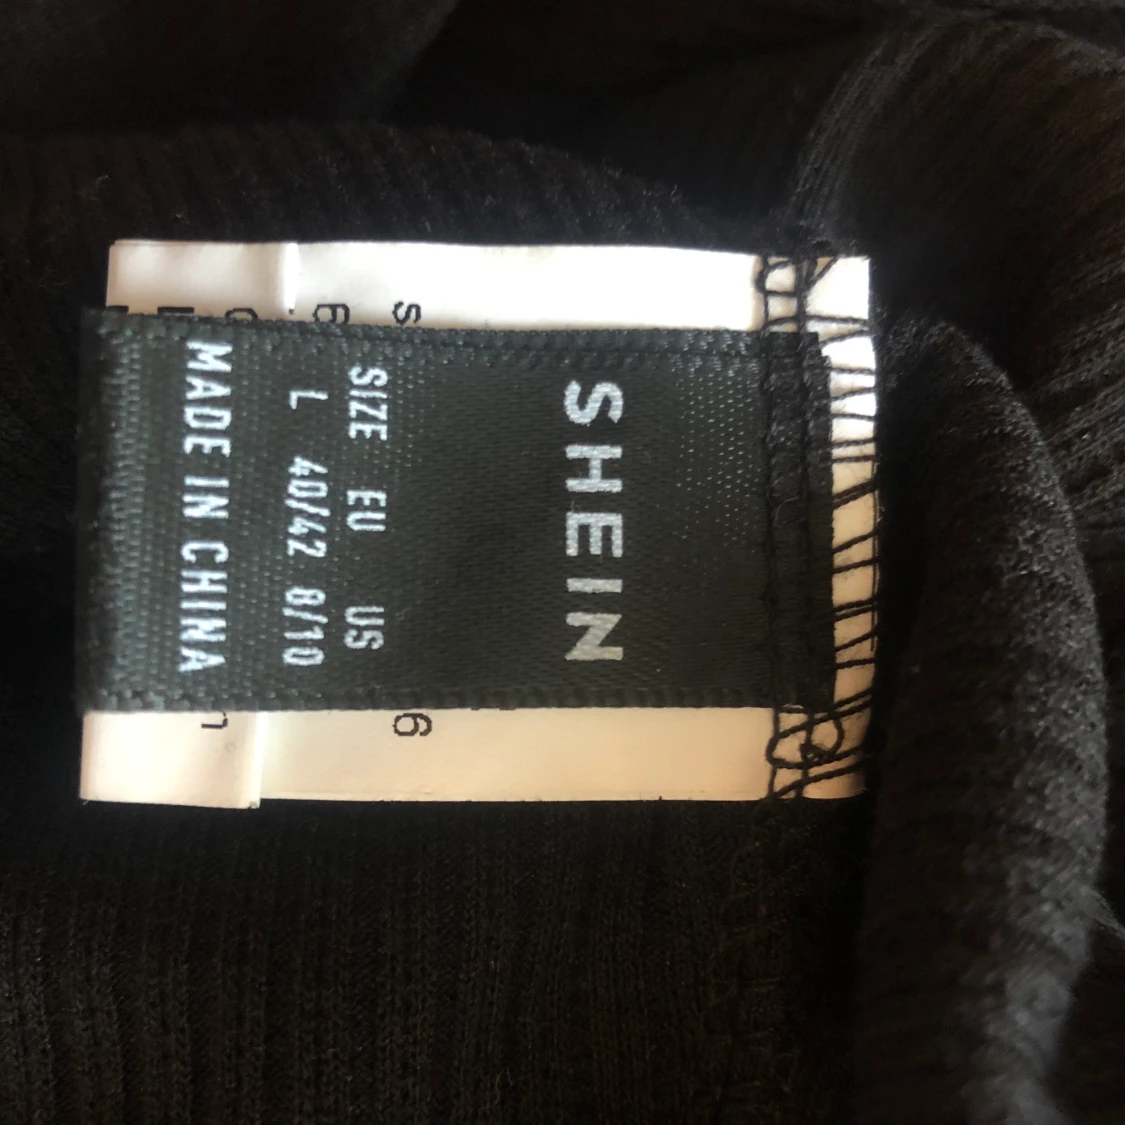 SHEIN
SIZE EU US
L 40/42 8/10
MADE IN CHINA